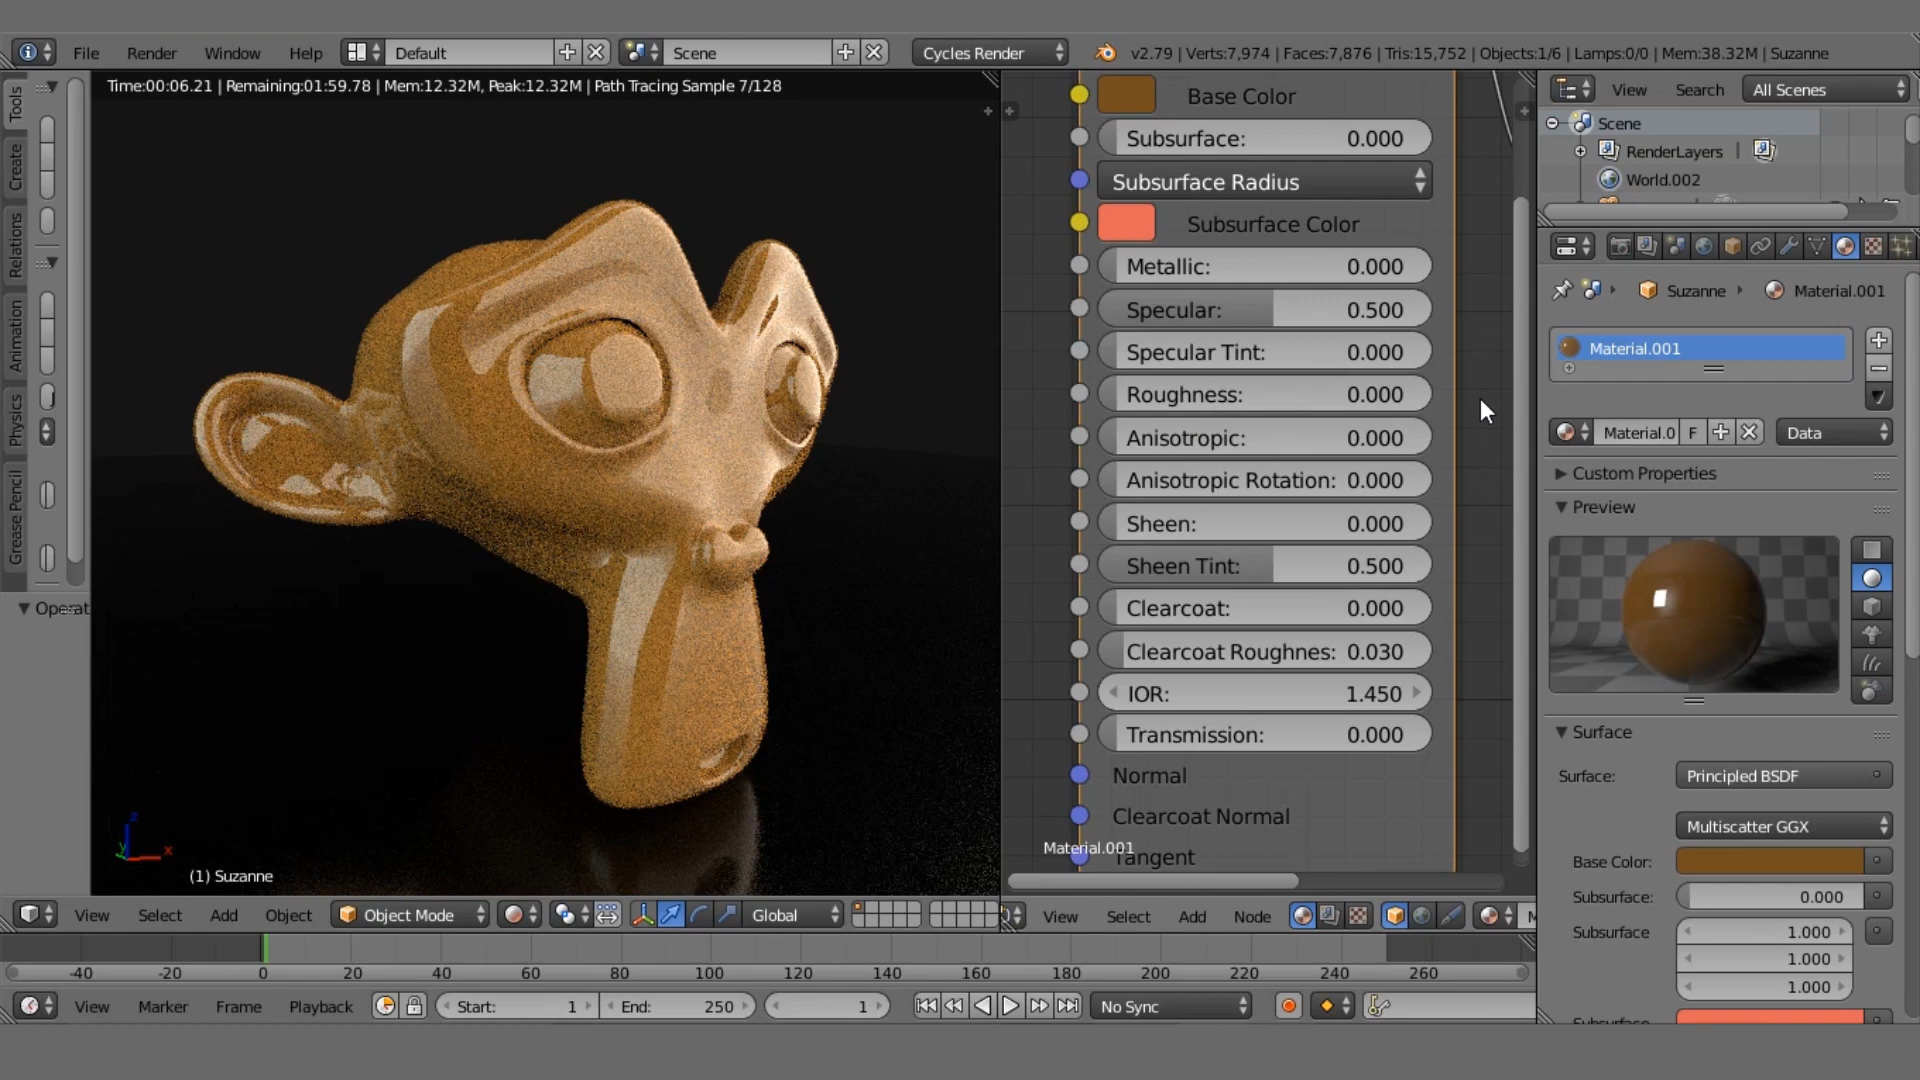 File Render Window Help Default Scene Cycles Render v2.79 | Verts:7,974 | Faces:7,876 | Tris:15,752 | Objects:1/6 | Lamps:0/0 | Mem:38.32M | Suzanne
Time:00:06.21 | Remaining:01:59.78 | Mem:12.32M, Peak:12.32M | Path Tracing Sample 7/128
Tools
Create
Relations
Animation
Physics
Grease Pencil
Operat
(1) Suzanne
z
y
x
Base Color
Subsurface: 0.000
Subsurface Radius
Subsurface Color
Metallic: 0.000
Specular: 0.500
Specular Tint: 0.000
Roughness: 0.000
Anisotropic: 0.000
Anisotropic Rotation: 0.000
Sheen: 0.000
Sheen Tint: 0.500
Clearcoat: 0.000
Clearcoat Roughnes: 0.030
IOR: 1.450
Transmission: 0.000
Normal
Clearcoat Normal
Material.001
Tangent
View Search All Scenes
Scene
RenderLayers |
World.002
Suzanne Material.001
Material.001
Material.0 F Data
Custom Properties
Preview
Surface
Surface: Principled BSDF
Multiscatter GGX
Base Color:
Subsurface: 0.000
Subsurface 1.000
1.000
1.000
Subsurface
View Select Add Object Object Mode Global
View Select Add Node
-40 -20 0 20 40 60 80 100 120 140 160 180 200 220 240 260
View Marker Frame Playback Start: 1 End: 250 1 No Sync